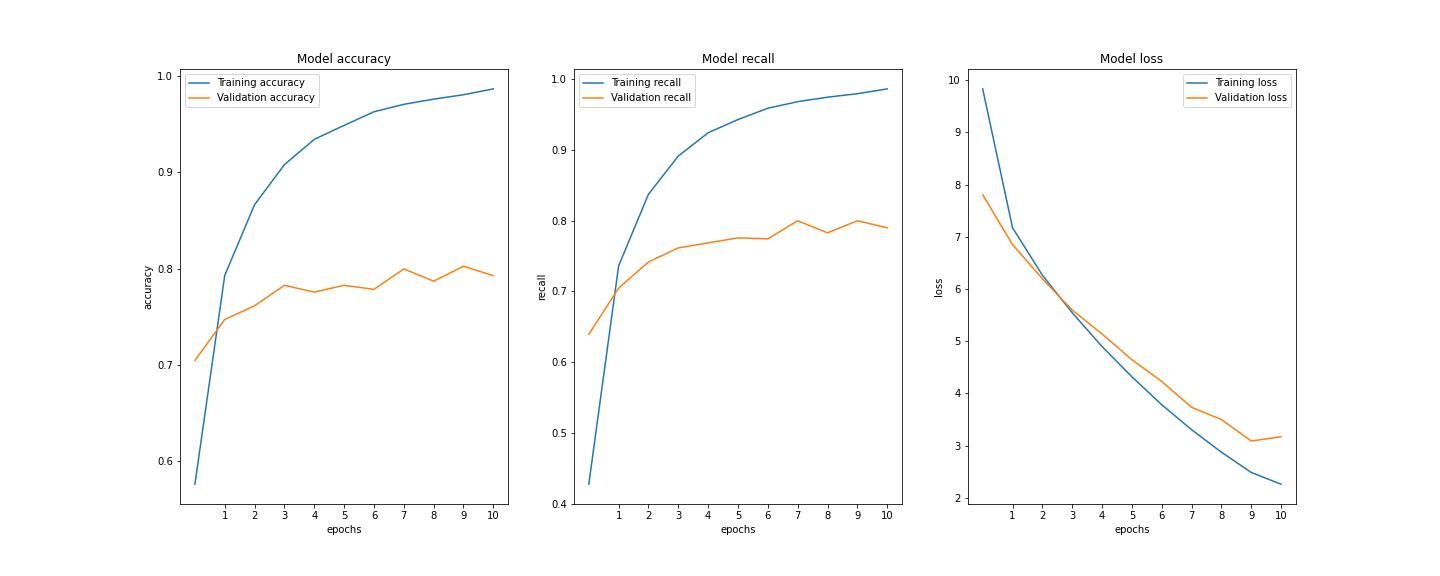 Model accuracy
Training accuracy
Validation accuracy
1.0
0.9
0.8
0.7
0.6
accuracy
1 2 3 4 5 6 7 8 9 10
epochs
Model recall
Training recall
Validation recall
1.0
0.9
0.8
0.7
0.6
0.5
0.4
recall
1 2 3 4 5 6 7 8 9 10
epochs
Model loss
Training loss
Validation loss
10
9
8
7
6
5
4
3
2
loss
1 2 3 4 5 6 7 8 9 10
epochs